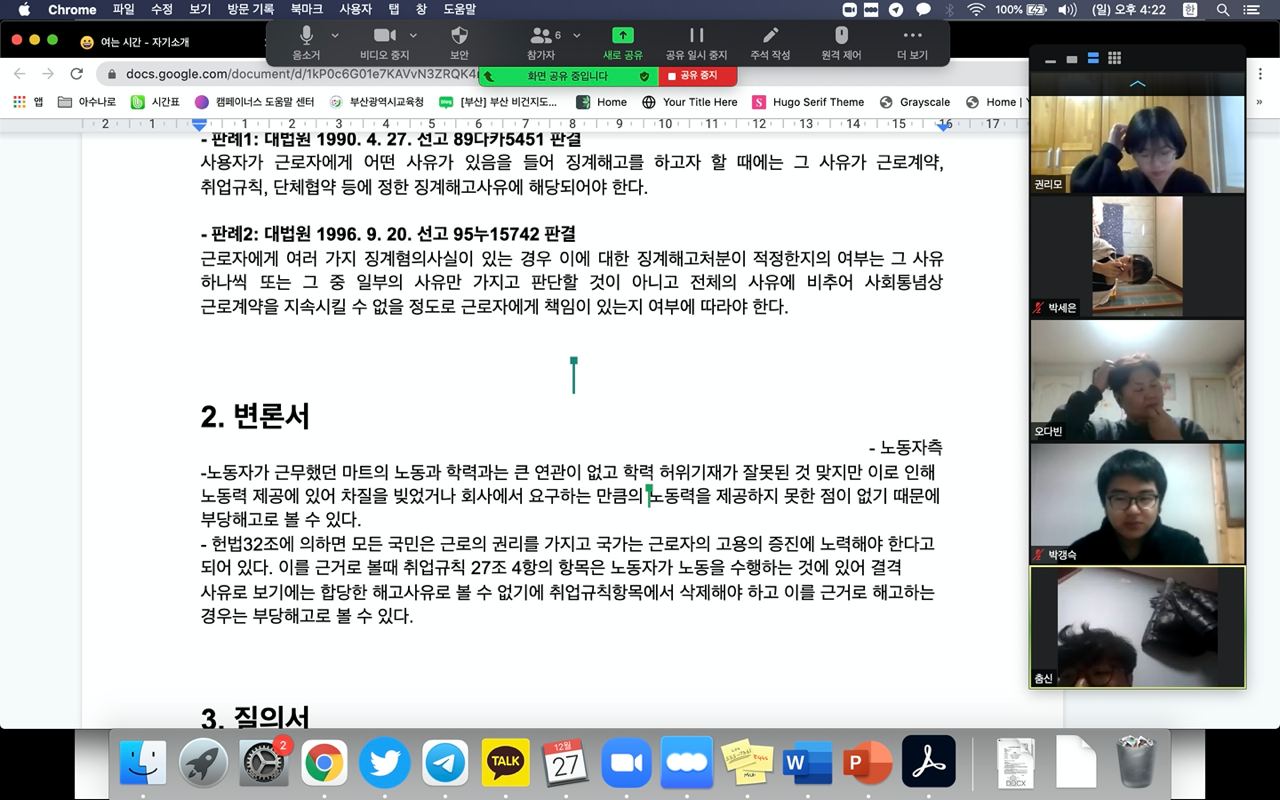 Chrome 파일 수정 보기 방문 기록 북마크 사용자 탭 창 도움말
100% (일) 오후 4:22 한
여는 시간 - 자기소개
음소거 비디오 중지 보안 참가자 6 새로 공유 공유 일시 중지 주석 작성 원격 제어 더 보기
docs.google.com/document/d/1kP0c6G01e7KAVvN3ZRQK4
화면 공유 중입니다 공유 중지
앱 아수나로 시간표 캠페이너스 도움말 센터 부산광역시교육청 [부산] 부산 비건지도... Home Your Title Here Hugo Serif Theme Grayscale Home | Y »
2 1 1 2 3 4 5 6 7 8 9 10 11 12 13 14 15 16 17
- 판례1: 대법원 1990. 4. 27. 선고 89다카5451 판결
사용자가 근로자에게 어떤 사유가 있음을 들어 징계해고를 하고자 할 때에는 그 사유가 근로계약,
취업규칙, 단체협약 등에 정한 징계해고사유에 해당되어야 한다.
- 판례2: 대법원 1996. 9. 20. 선고 95누15742 판결
근로자에게 여러 가지 징계혐의사실이 있는 경우 이에 대한 징계해고처분이 적정한지의 여부는 그 사유
하나씩 또는 그 중 일부의 사유만 가지고 판단할 것이 아니고 전체의 사유에 비추어 사회통념상
근로계약을 지속시킬 수 없을 정도로 근로자에게 책임이 있는지 여부에 따라야 한다.
2. 변론서
- 노동자측
-노동자가 근무했던 마트의 노동과 학력과는 큰 연관이 없고 학력 허위기재가 잘못된 것 맞지만 이로 인해
노동력 제공에 있어 차질을 빚었거나 회사에서 요구하는 만큼의 노동력을 제공하지 못한 점이 없기 때문에
부당해고로 볼 수 있다.
- 헌법32조에 의하면 모든 국민은 근로의 권리를 가지고 국가는 근로자의 고용의 증진에 노력해야 한다고
되어 있다. 이를 근거로 볼때 취업규칙 27조 4항의 항목은 노동자가 노동을 수행하는 것에 있어 결격
사유로 보기에는 합당한 해고사유로 볼 수 없기에 취업규칙항목에서 삭제해야 하고 이를 근거로 해고하는
경우는 부당해고로 볼 수 있다.
3. 질의서
권리모
박세은
오다빈
박갱숙
춤신
2
TALK
12월
27
W
P
DOCX